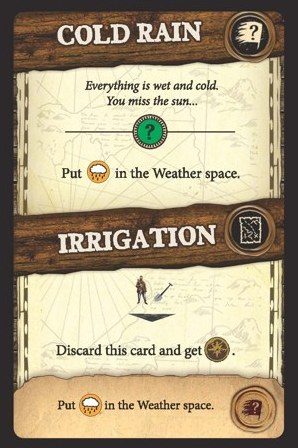 COLD RAIN
?
Everything is wet and cold.
You miss the sun...
?
Put in the Weather space.
IRRIGATION
Discard this card and get .
Put in the Weather space.
?